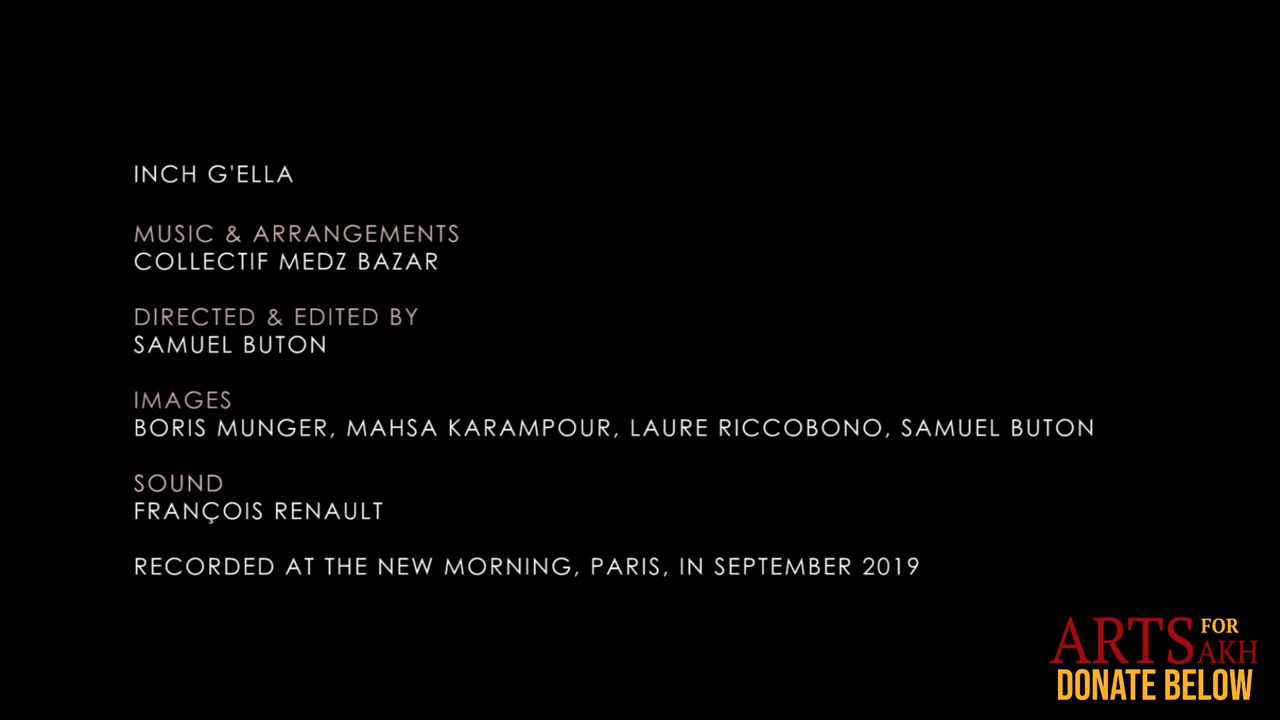 INCH G'ELLA
MUSIC & ARRANGEMENTS
COLLECTIF MEDZ BAZAR
DIRECTED & EDITED BY
SAMUEL BUTON
IMAGES
BORIS MUNGER, MAHSA KARAMPOUR, LAURE RICCOBONO, SAMUEL BUTON
SOUND
FRANÇOIS RENAULT
RECORDED AT THE NEW MORNING, PARIS, IN SEPTEMBER 2019
ARTS FOR
AKH
DONATE BELOW